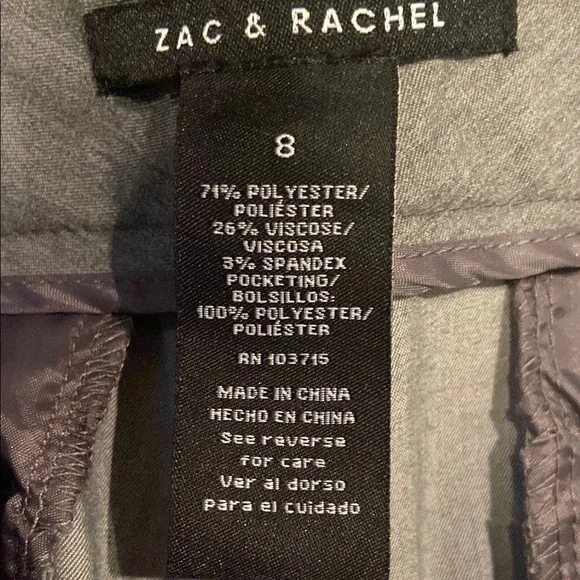 ZAC & RACHEL
8
71% POLYESTER/
POLIÉSTER
26% VISCOSE/
VISCOSA
3% SPANDEX
POCKETING/
BOLSILLOS:
100% POLYESTER/
POLIÉSTER
RN 103715
MADE IN CHINA
HECHO EN CHINA
See reverse
for care
Ver al dorso
para el cuidado